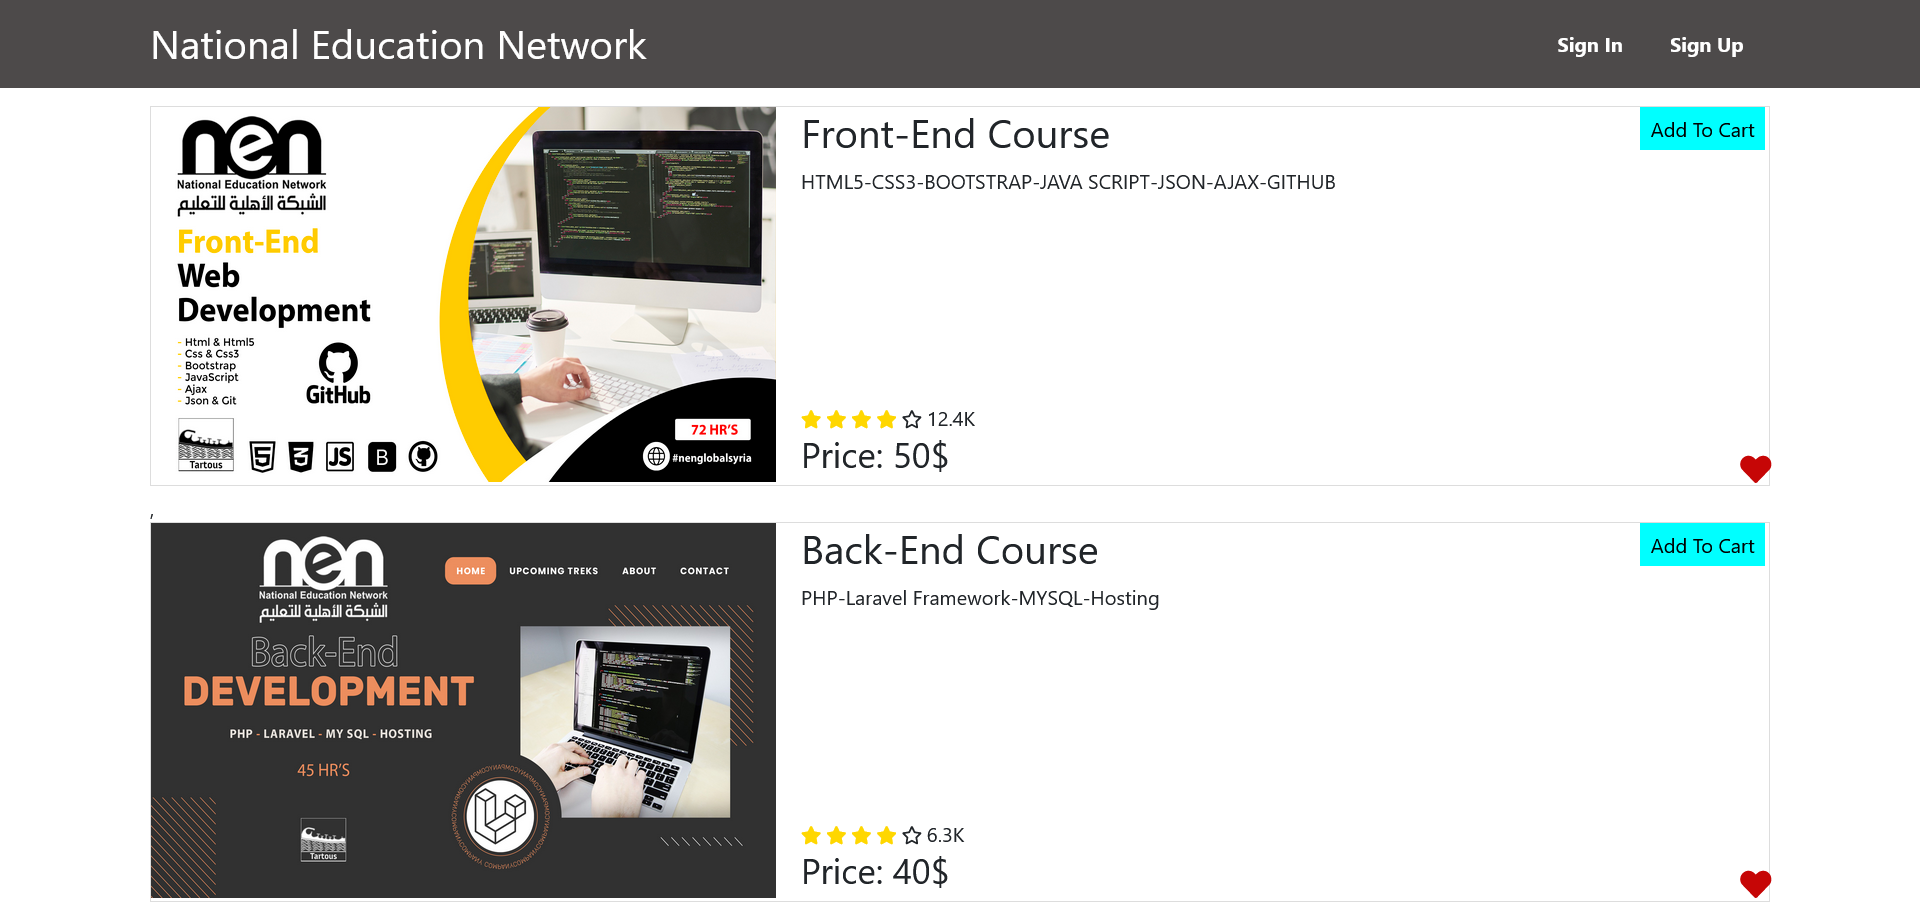 National Education Network
Sign In
Sign Up
nen
National Education Network
الشبكة الأهلية للتعليم
Front-End
Web
Development
- Html & Html5
- Css & Css3
- Bootstrap
- JavaScript
- Ajax
- Json & Git
GitHub
Tartous
5
3
JS
B
72 HR'S
#nenglobalsyria
Front-End Course
Add To Cart
HTML5-CSS3-BOOTSTRAP-JAVA SCRIPT-JSON-AJAX-GITHUB
12.4K
Price: 50$
,
nen
National Education Network
الشبكة الأهلية للتعليم
HOME
UPCOMING TREKS
ABOUT
CONTACT
Back-End
DEVELOPMENT
PHP - LARAVEL - MY SQL - HOSTING
45 HR'S
Tartous
Back-End Course
Add To Cart
PHP-Laravel Framework-MYSQL-Hosting
6.3K
Price: 40$